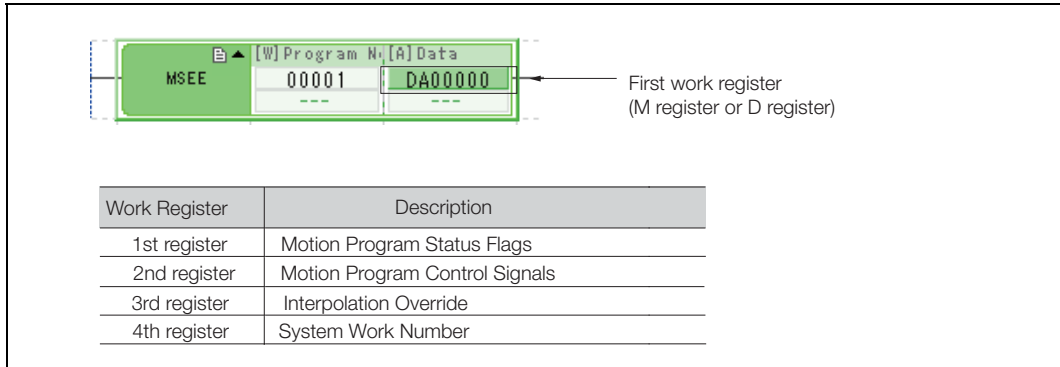 [W]Program N [A]Data
MSEE 00001 DA00000
--- ---
First work register
(M register or D register)
Work Register Description
1st register Motion Program Status Flags
2nd register Motion Program Control Signals
3rd register Interpolation Override
4th register System Work Number